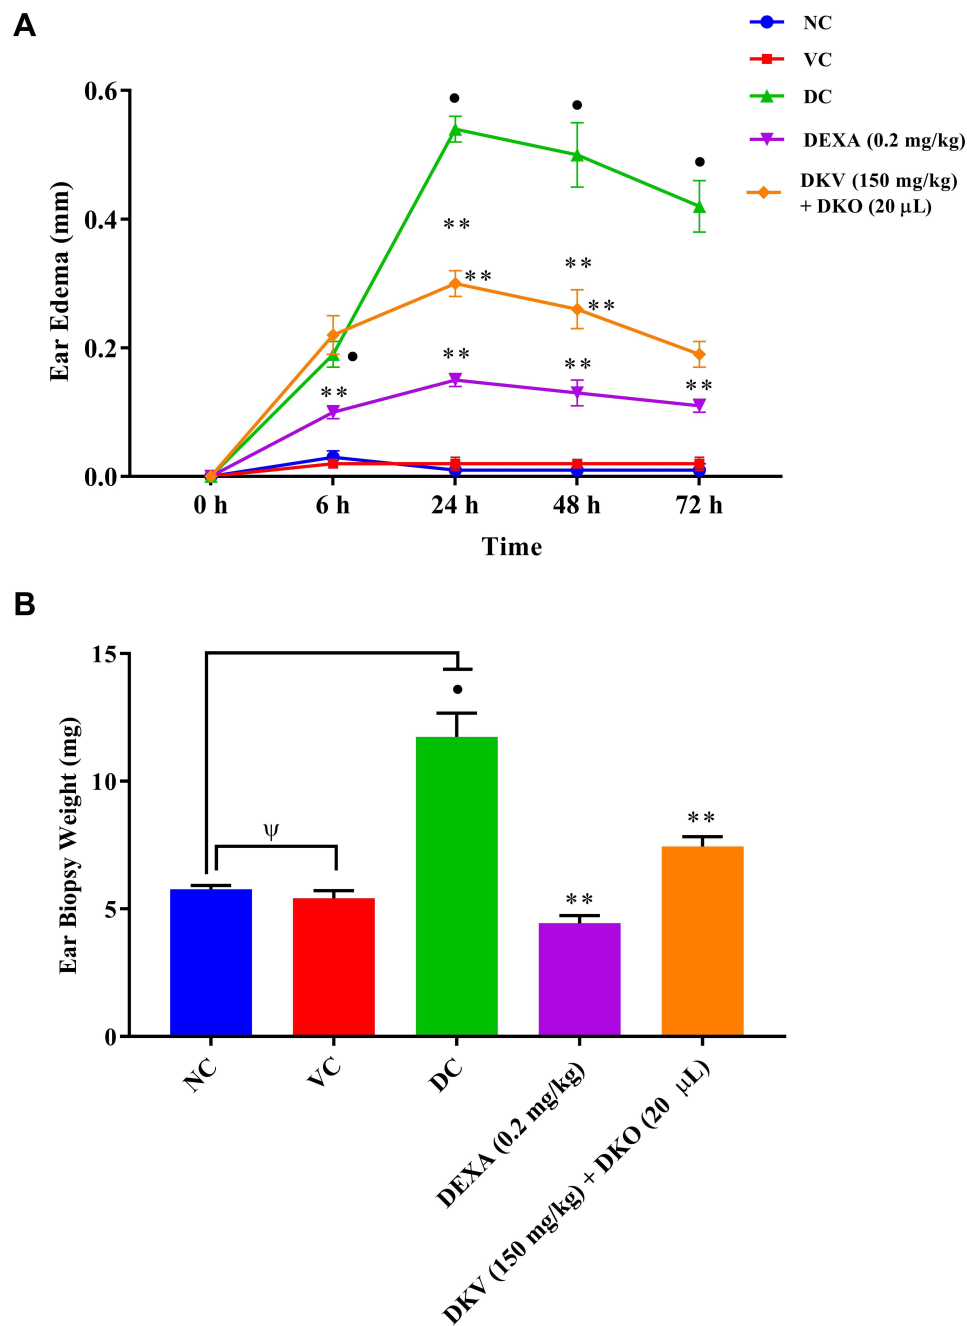 A
NC
VC
DC
DEXA (0.2 mg/kg)
DKV (150 mg/kg)
+ DKO (20 μL)
Ear Edema (mm)
0.6
0.4
0.2
0.0
**
**
**
**
**
**
**
**
0 h
6 h
24 h
48 h
72 h
Time
B
Ear Biopsy Weight (mg)
15
10
5
0
ψ
**
**
NC
VC
DC
DEXA (0.2 mg/kg)
DKV (150 mg/kg) + DKO (20 μL)